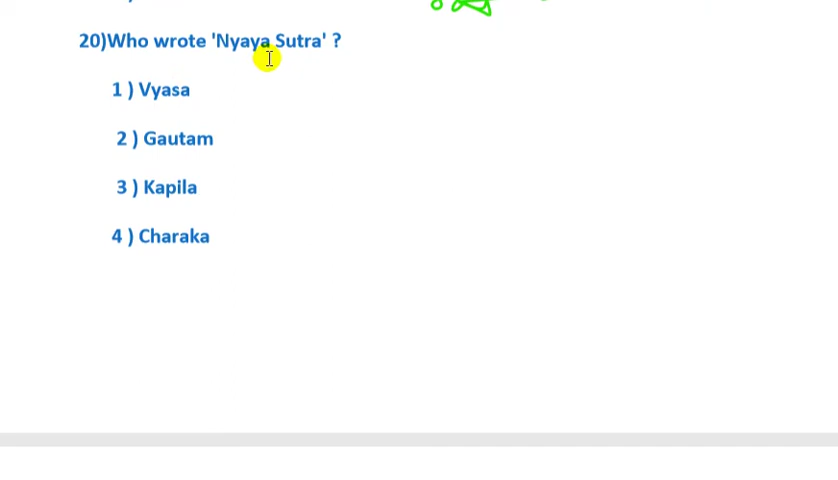 20)Who wrote 'Nyaya Sutra' ?
1 ) Vyasa
2 ) Gautam
3 ) Kapila
4 ) Charaka